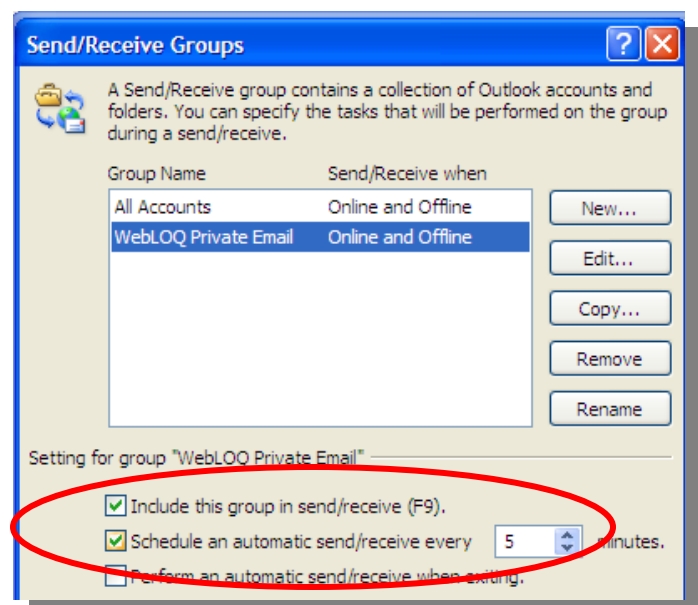 Send/Receive Groups
A Send/Receive group contains a collection of Outlook accounts and
folders. You can specify the tasks that will be performed on the group
during a send/receive.
Group Name Send/Receive when
All Accounts Online and Offline
WebLOQ Private Email Online and Offline
New...
Edit...
Copy...
Remove
Rename
Setting for group "WebLOQ Private Email"
Include this group in send/receive (F9).
Schedule an automatic send/receive every 5 minutes.
Perform an automatic send/receive when exiting.